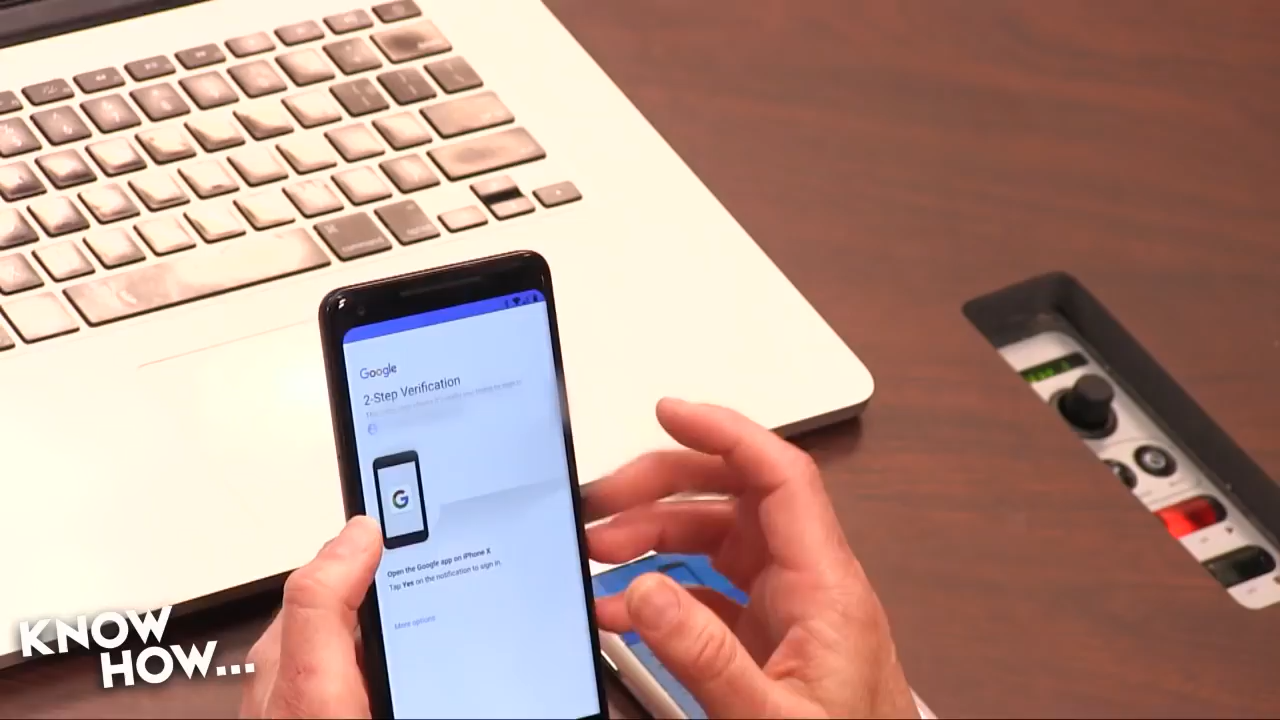 command
Google
2-Step Verification
G
Open the Google app on iPhone X
Tap Yes on the notification to sign in.
More options
KNOW
HOW...